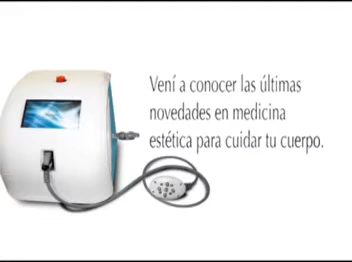 Vení a conocer las últimas
novedades en medicina
estética para cuidar tu cuerpo.